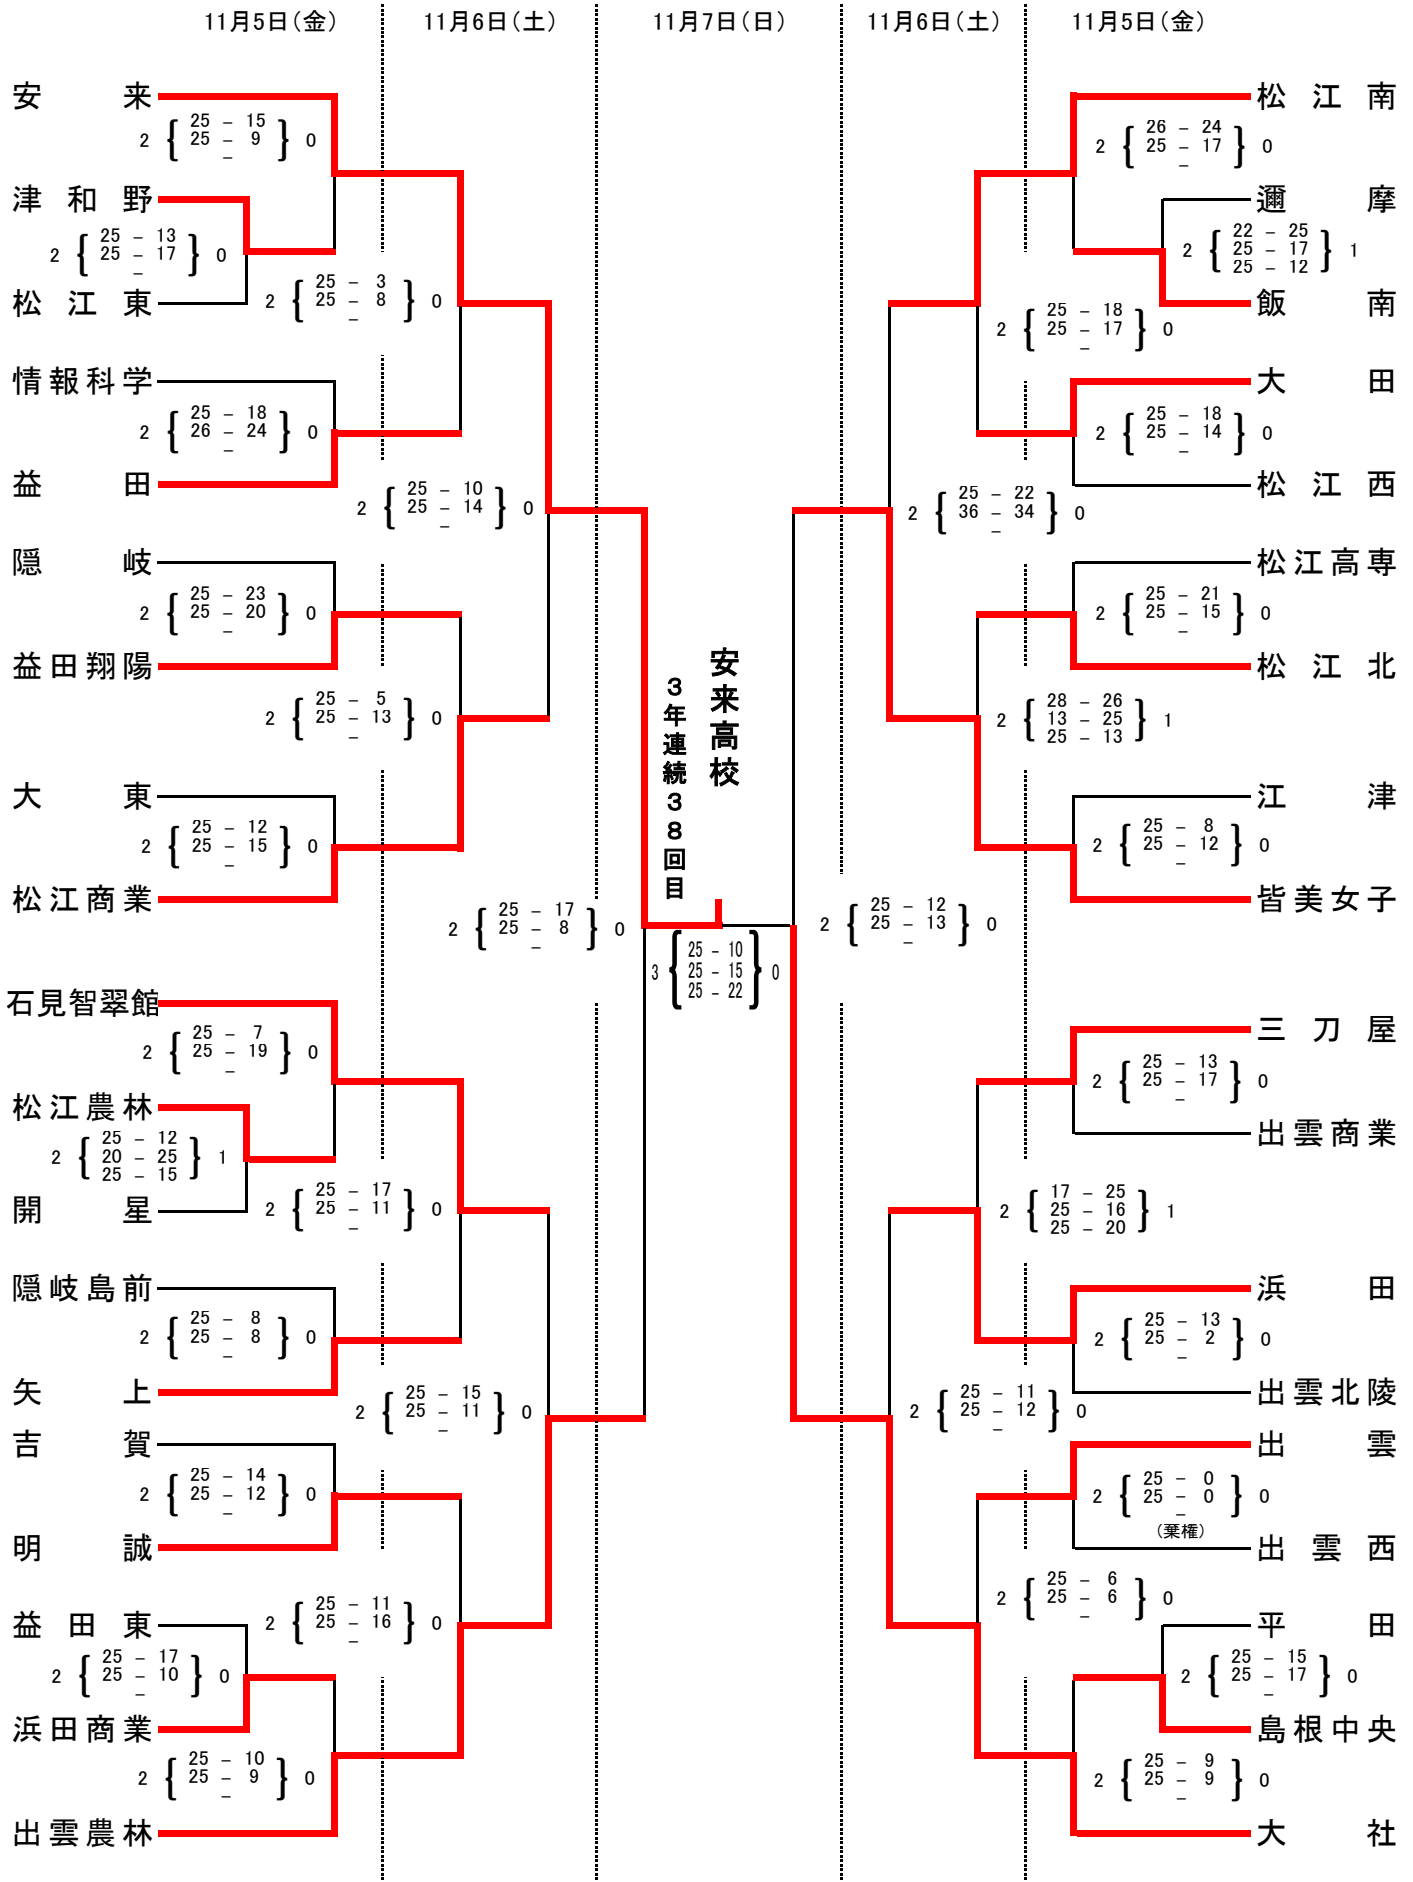 11月5日（金）
11月6日（土）
11月7日（日）
11月6日（土）
11月5日（金）
安来
2 { 25 － 15 } 0
25 － 9
－
津和野
2 { 25 － 13 } 0
25 － 17
－
松江東
2 { 25 － 3 } 0
25 － 8
－
情報科学
2 { 25 － 18 } 0
26 － 24
－
益田
2 { 25 － 10 } 0
25 － 14
－
隠岐
2 { 25 － 23 } 0
25 － 20
－
益田翔陽
2 { 25 － 5 } 0
25 － 13
－
大東
2 { 25 － 12 } 0
25 － 15
－
松江商業
2 { 25 － 17 } 0
25 － 8
－
石見智翠館
2 { 25 － 7 } 0
25 － 19
－
松江農林
2 { 25 － 12 } 1
20 － 25
25 － 15
開星
2 { 25 － 17 } 0
25 － 11
－
隠岐島前
2 { 25 － 8 } 0
25 － 8
－
矢上
2 { 25 － 15 } 0
25 － 11
－
吉賀
2 { 25 － 14 } 0
25 － 12
－
明誠
2 { 25 － 11 } 0
25 － 16
－
益田東
2 { 25 － 17 } 0
25 － 10
－
浜田商業
2 { 25 － 10 } 0
25 － 9
－
出雲農林
安来高校
３年連続３８回目
3 { 25 － 10 } 0
25 － 15
25 － 22
松江南
2 { 26 － 24 } 0
25 － 17
－
邇摩
2 { 22 － 25 } 1
25 － 17
25 － 12
飯南
2 { 25 － 18 } 0
25 － 17
－
大田
2 { 25 － 18 } 0
25 － 14
－
松江西
2 { 25 － 22 } 0
36 － 34
－
松江高専
2 { 25 － 21 } 0
25 － 15
－
松江北
2 { 28 － 26 } 1
13 － 25
25 － 13
江津
2 { 25 － 8 } 0
25 － 12
－
皆美女子
2 { 25 － 12 } 0
25 － 13
－
三刀屋
2 { 25 － 13 } 0
25 － 17
－
出雲商業
2 { 17 － 25 } 1
25 － 16
25 － 20
浜田
2 { 25 － 13 } 0
25 － 2
－
出雲北陵
2 { 25 － 11 } 0
25 － 12
－
出雲
2 { 25 － 0 } 0
25 － 0
－
（棄権）
出雲西
2 { 25 － 6 } 0
25 － 6
－
平田
2 { 25 － 15 } 0
25 － 17
－
島根中央
2 { 25 － 9 } 0
25 － 9
－
大社